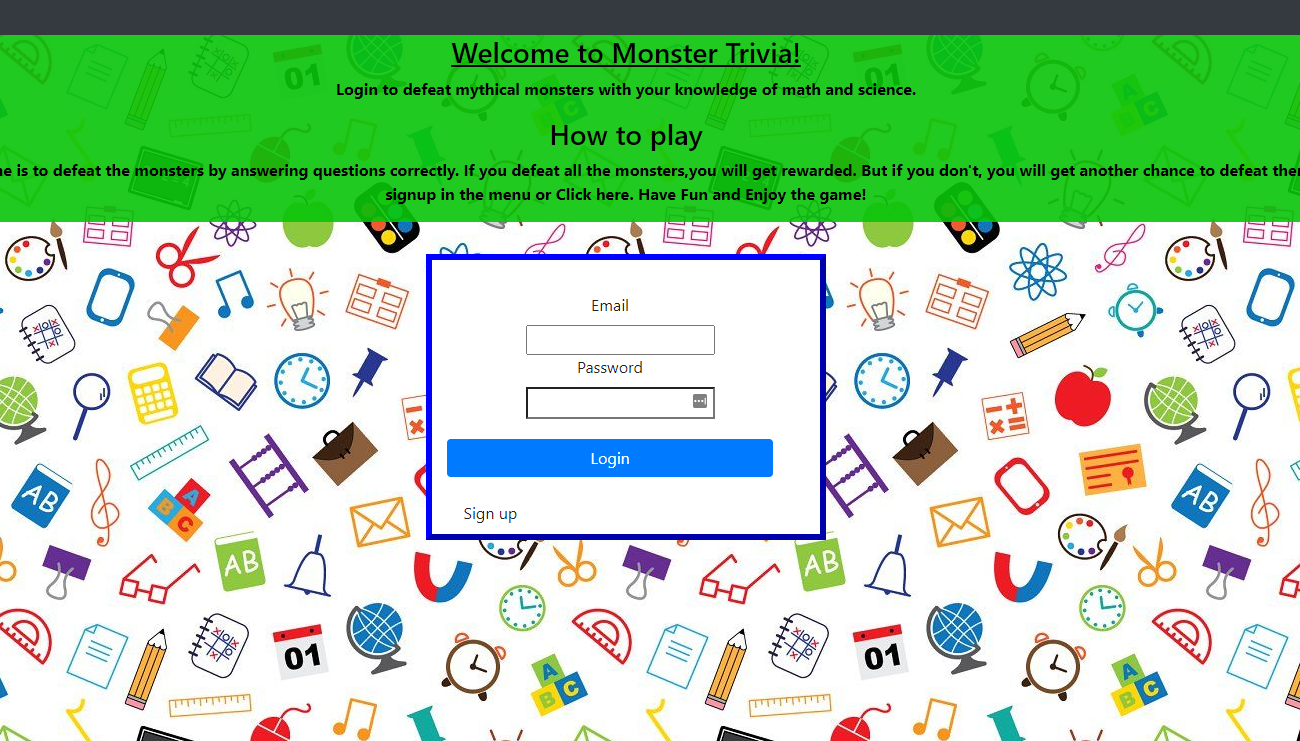 Welcome to Monster Trivia!
Login to defeat mythical monsters with your knowledge of math and science.
How to play
is to defeat the monsters by answering questions correctly. If you defeat all the monsters,you will get rewarded. But if you don't, you will get another chance to defeat
signup in the menu or Click here. Have Fun and Enjoy the game!
Email
Password
Login
Sign up
01
01
AB
A
B
C
AB
AB
AB
01
01
A
B
C
A
B
C